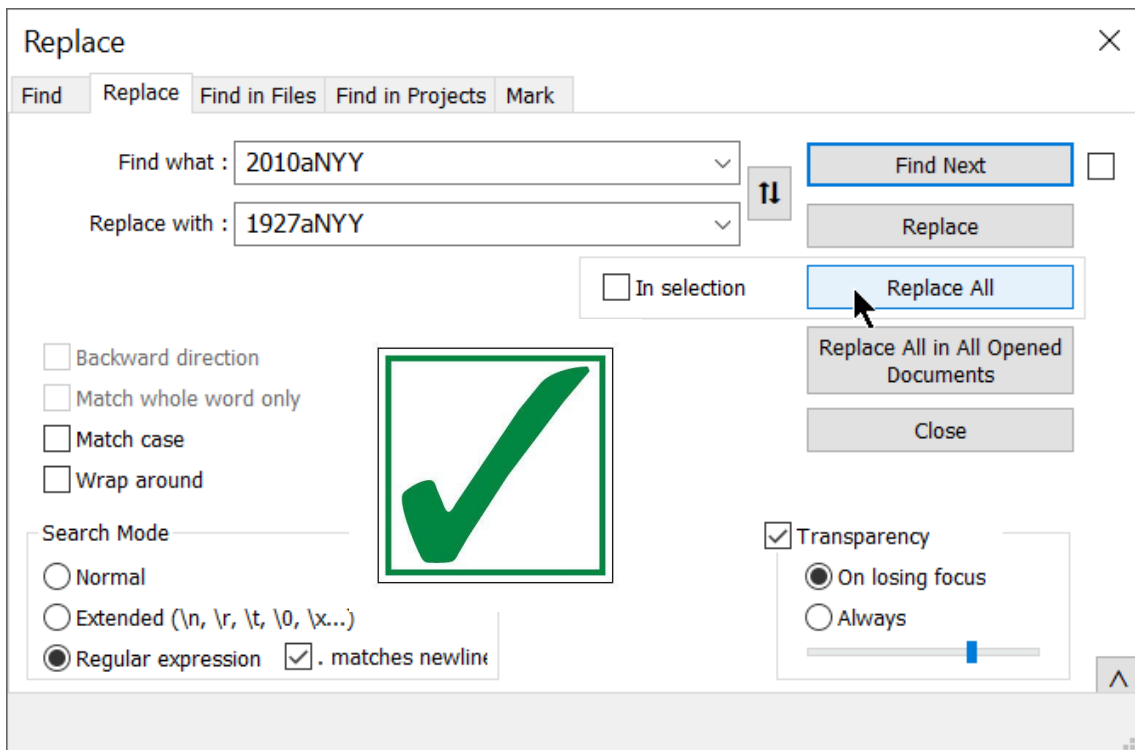 Replace
Find Replace Find in Files Find in Projects Mark
Find what : 2010aNYY Find Next
Replace with : 1927aNYY Replace
In selection Replace All
Replace All in All Opened
Documents
Backward direction
Match whole word only
Match case
Wrap around
Close
Search Mode
Normal
Extended (\n, \r, \t, \0, \x...)
Regular expression . matches newline
Transparency
On losing focus
Always